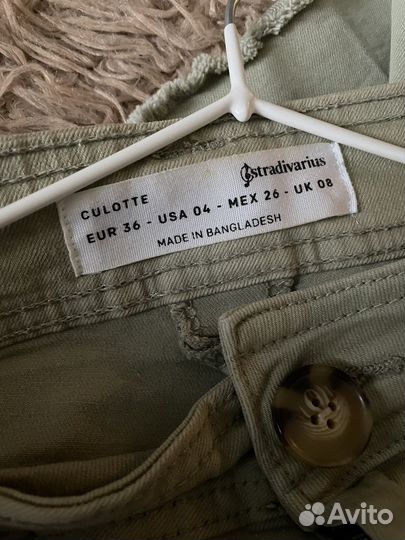 stradivarius
CULOTTE
EUR 36 - USA 04 - MEX 26 - UK 08
MADE IN BANGLADESH
Avito